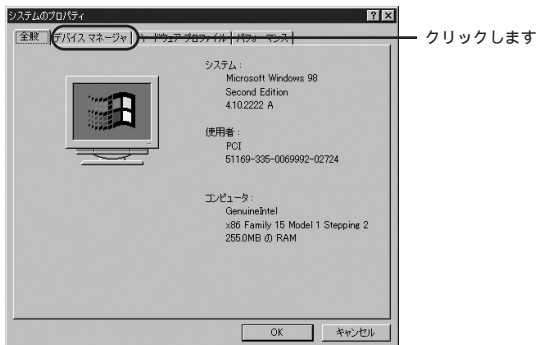 システムのプロパティ
全般 デバイス マネージャ ハードウェア プロファイル パフォーマンス
クリックします
システム :
Microsoft Windows 98
Second Edition
4.10.2222 A
使用者 :
PCI
51169-335-0069992-02724
コンピュータ :
GenuineIntel
x86 Family 15 Model 1 Stepping 2
255.0MB の RAM
OK キャンセル